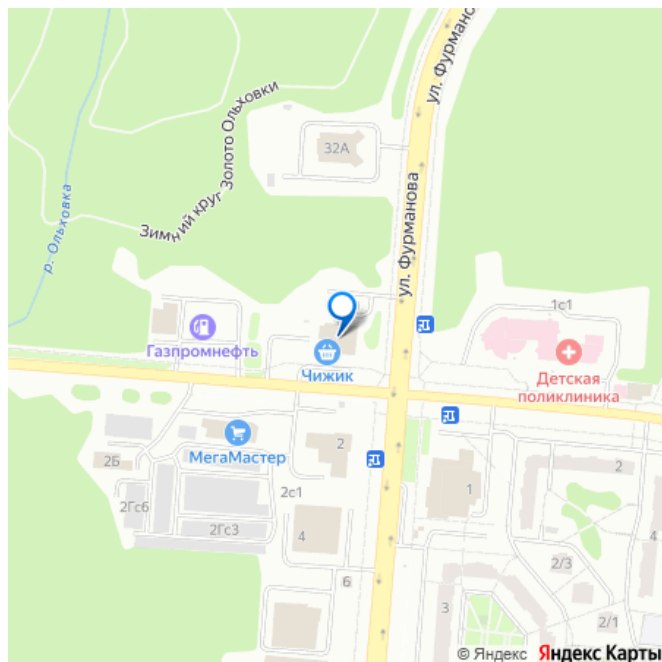 ул. Фурманова
Зимний круг Золото Ольховки
32А
р. Ольховка
ул. Фурманова
1с1
Газпромнефть
Чижик
Детская
поликлиника
МегаМастер
2
2Б
2с1
2
1
2Гс6
2Гс3
4
2/3
6
3
2/1
© Яндекс Яндекс Карты